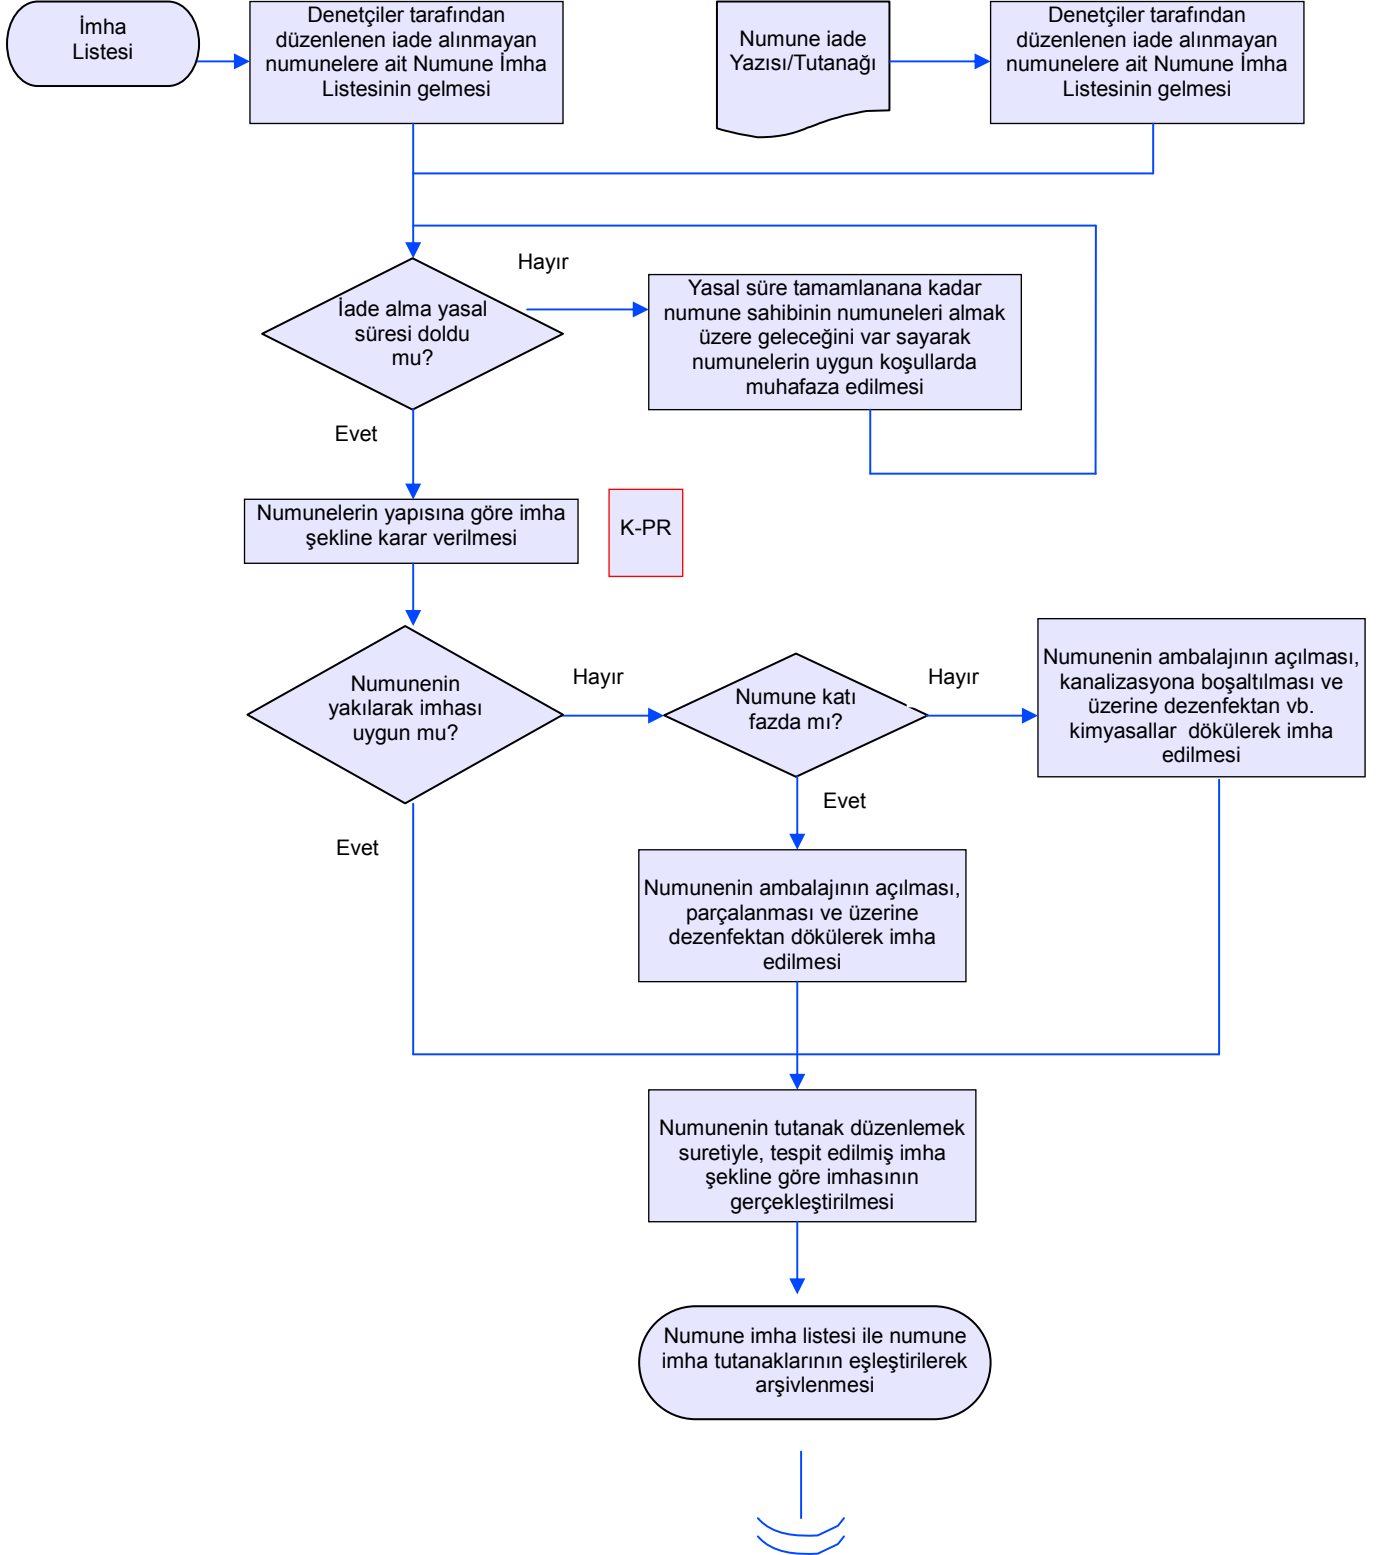 İmha
Listesi
Denetçiler tarafından
düzenlenen iade alınmayan
numunelere ait Numune İmha
Listesinin gelmesi
Numune iade
Yazısı/Tutanağı
Denetçiler tarafından
düzenlenen iade alınmayan
numunelere ait Numune İmha
Listesinin gelmesi
Hayır
İade alma yasal
süresi doldu
mu?
Yasal süre tamamlanana kadar
numune sahibinin numuneleri almak
üzere geleceğini var sayarak
numunelerin uygun koşullarda
muhafaza edilmesi
Evet
Numunelerin yapısına göre imha
şekline karar verilmesi
K-PR
Numunenin
yakılarak imhası
uygun mu?
Hayır
Numune katı
fazda mı?
Hayır
Numunenin ambalajının açılması,
kanalizasyona boşaltılması ve
üzerine dezenfektan vb.
kimyasallar  dökülerek imha
edilmesi
Evet
Evet
Numunenin ambalajının açılması,
parçalanması ve üzerine
dezenfektan dökülerek imha
edilmesi
Numunenin tutanak düzenlemek
suretiyle, tespit edilmiş imha
şekline göre imhasının
gerçekleştirilmesi
Numune imha listesi ile numune
imha tutanaklarının eşleştirilerek
arşivlenmesi